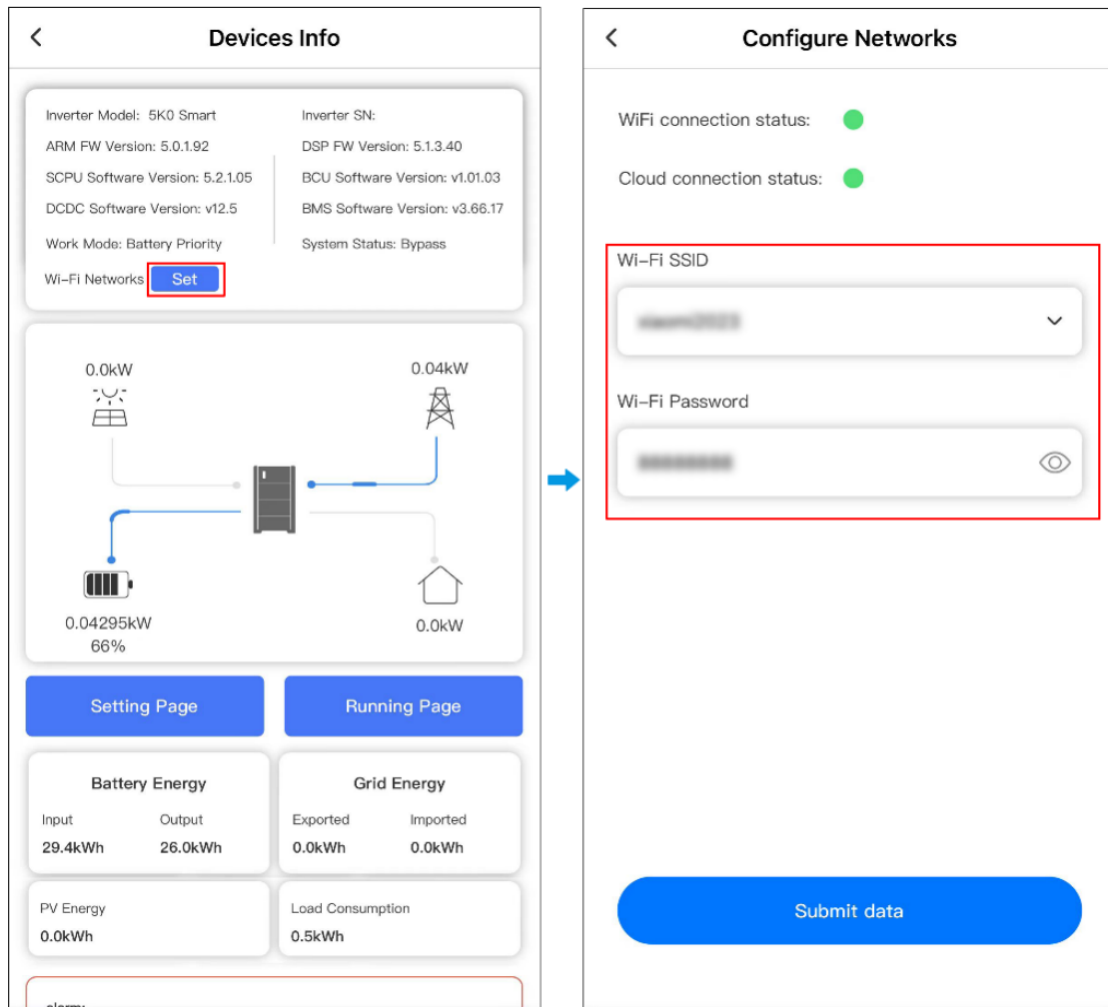 Devices Info
Inverter Model: 5K0 Smart
Inverter SN:
ARM FW Version: 5.0.1.92
DSP FW Version: 5.1.3.40
SCPU Software Version: 5.2.1.05
BCU Software Version: v1.01.03
DCDC Software Version: v12.5
BMS Software Version: v3.66.17
Work Mode: Battery Priority
System Status: Bypass
Wi-Fi Networks Set
0.0kW
0.04kW
0.04295kW
66%
0.0kW
Setting Page
Running Page
Battery Energy
Input Output
29.4kWh 26.0kWh
Grid Energy
Exported Imported
0.0kWh 0.0kWh
PV Energy
0.0kWh
Load Consumption
0.5kWh
Configure Networks
WiFi connection status:
Cloud connection status:
Wi-Fi SSID
Wi-Fi Password
Submit data